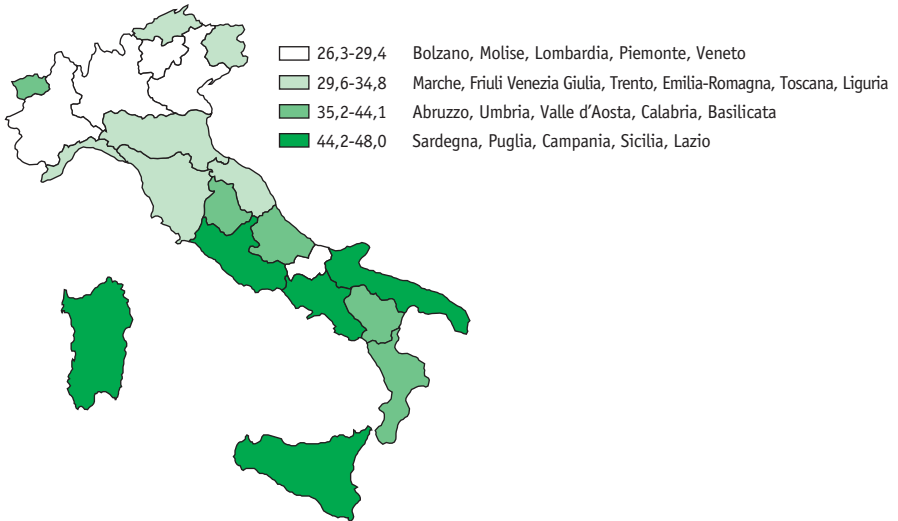 26,3-29,4 Bolzano, Molise, Lombardia, Piemonte, Veneto
29,6-34,8 Marche, Friuli Venezia Giulia, Trento, Emilia-Romagna, Toscana, Liguria
35,2-44,1 Abruzzo, Umbria, Valle d’Aosta, Calabria, Basilicata
44,2-48,0 Sardegna, Puglia, Campania, Sicilia, Lazio